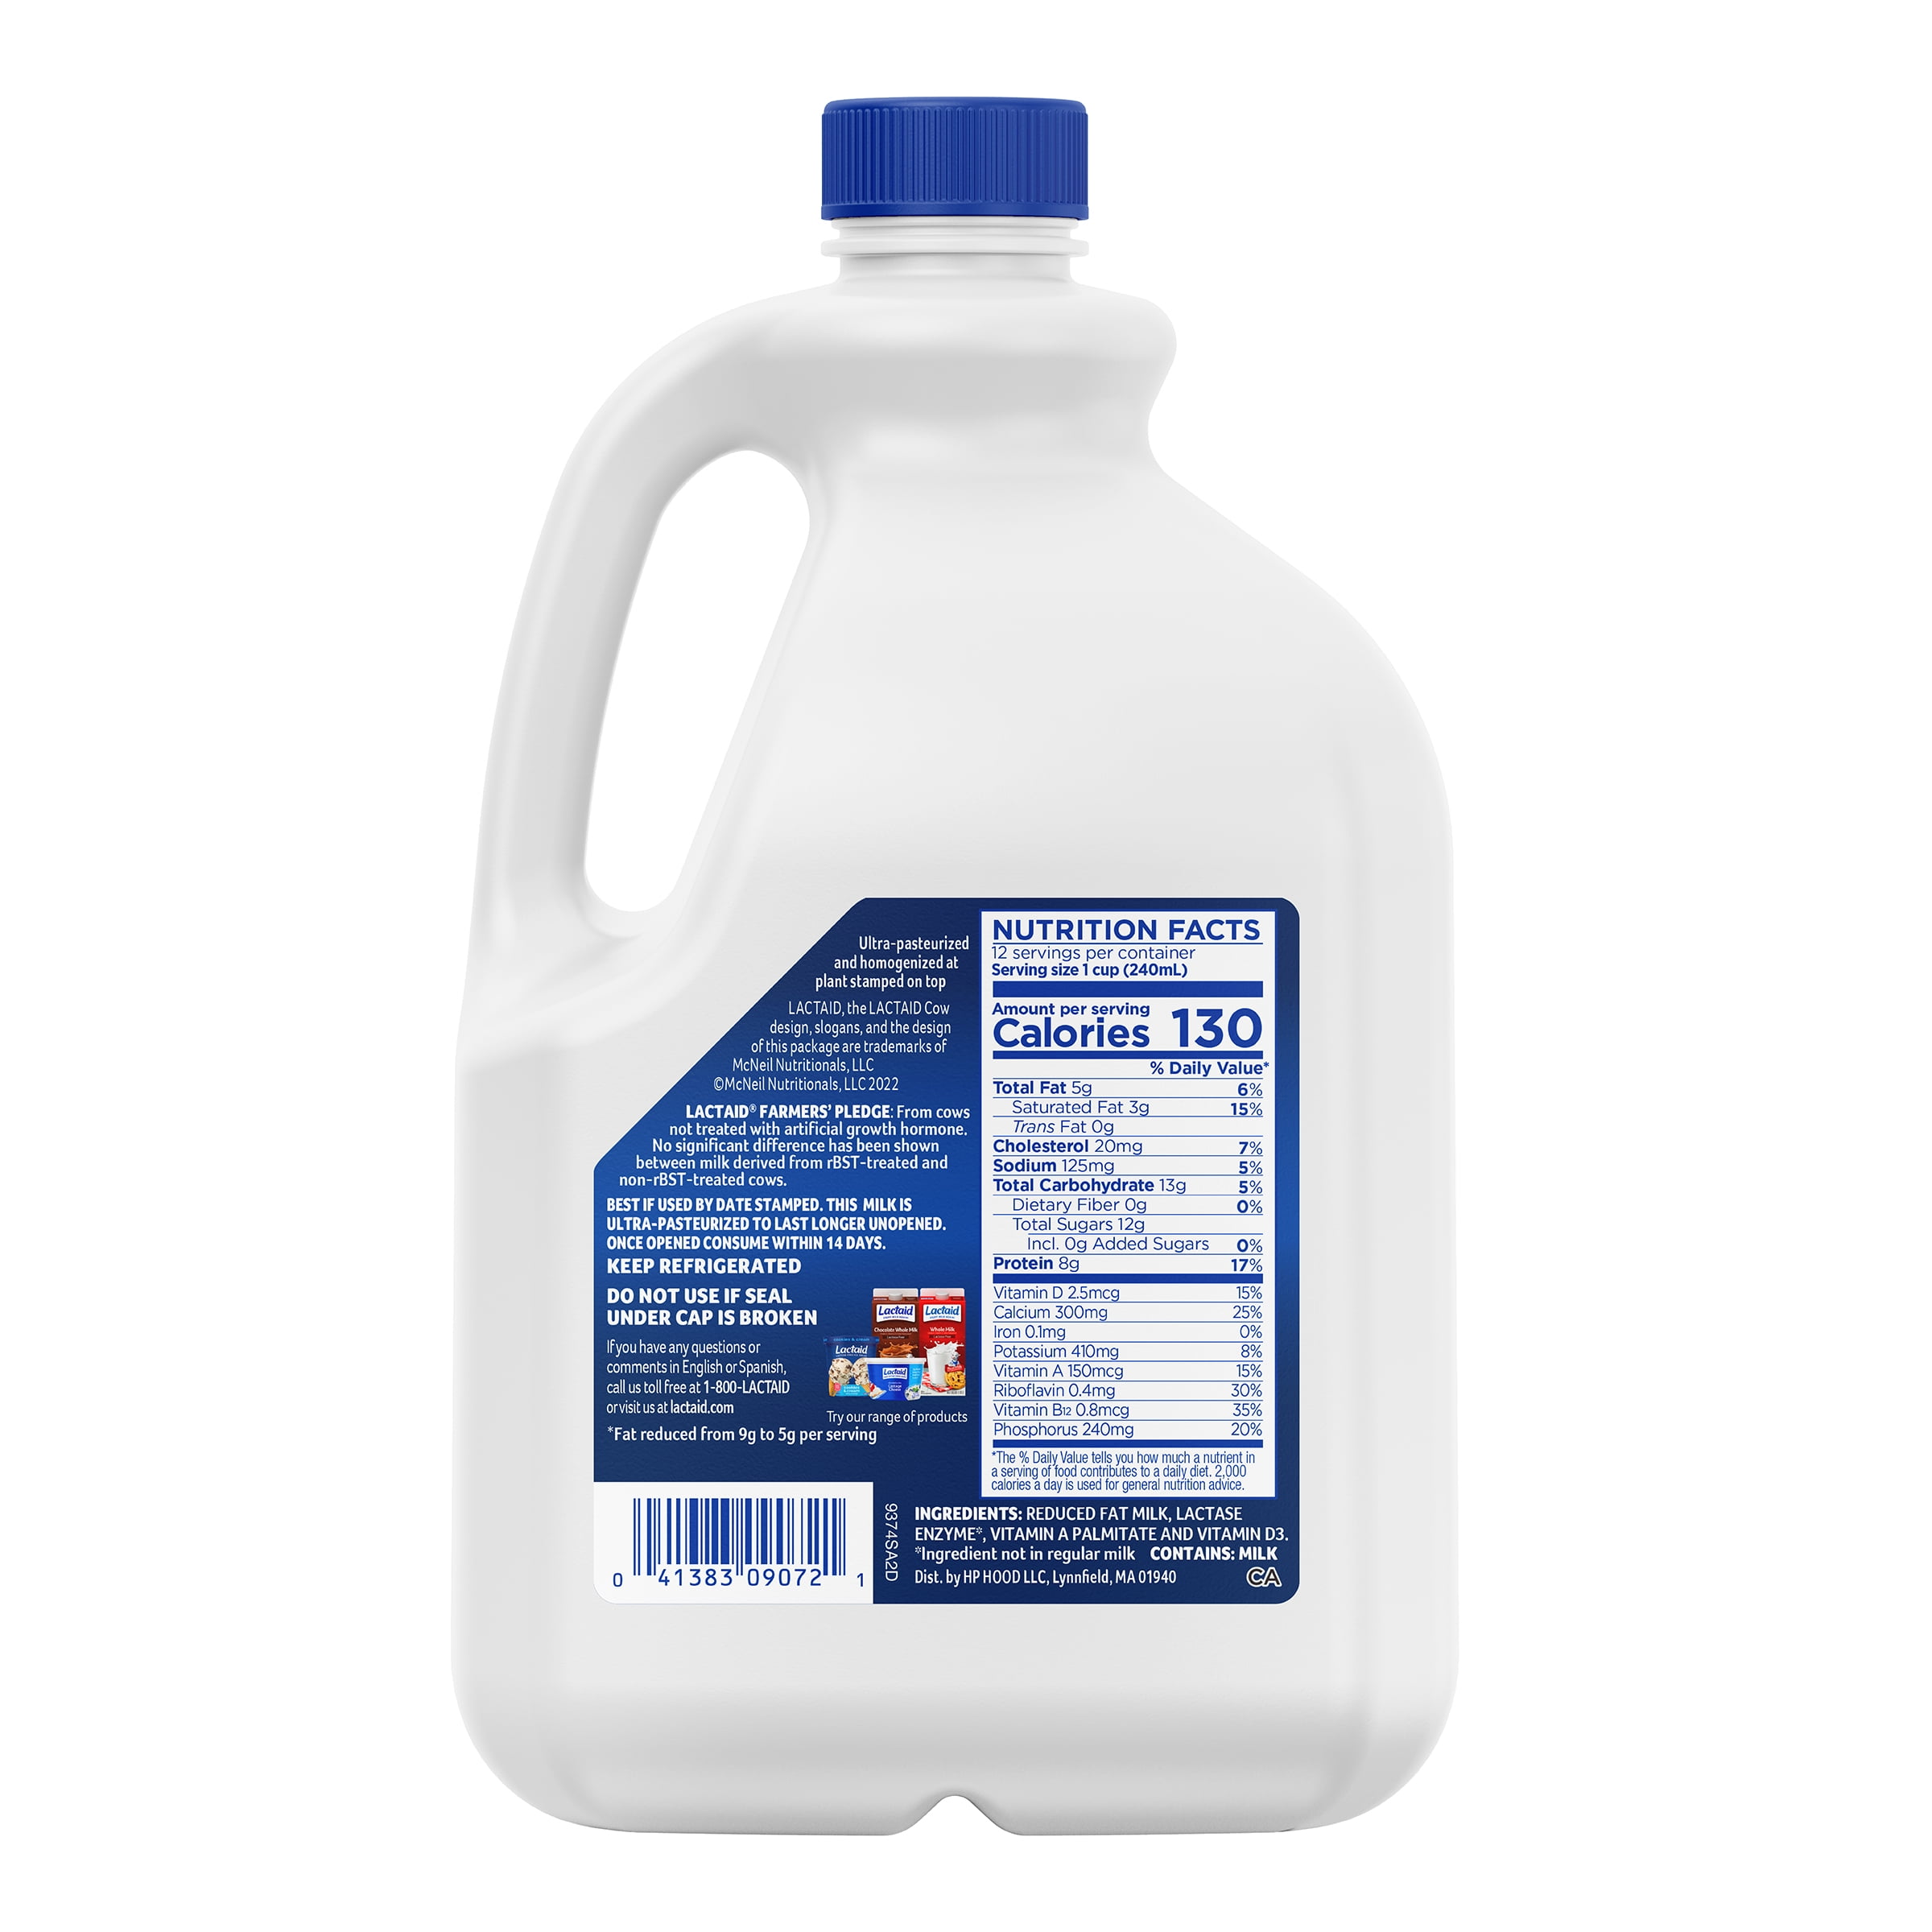 Ultra-pasteurized
and homogenized at
plant stamped on top
LACTAID, the LACTAID Cow
design, slogans, and the design
of this package are trademarks of
McNeil Nutritionals, LLC
©McNeil Nutritionals, LLC 2022
LACTAID® FARMERS' PLEDGE: From cows
not treated with artificial growth hormone.
No significant difference has been shown
between milk derived from rBST-treated and
non-rBST-treated cows.
BEST IF USED BY DATE STAMPED. THIS MILK IS
ULTRA-PASTEURIZED TO LAST LONGER UNOPENED.
ONCE OPENED CONSUME WITHIN 14 DAYS.
KEEP REFRIGERATED
DO NOT USE IF SEAL
UNDER CAP IS BROKEN
If you have any questions or
comments in English or Spanish,
call us toll free at 1-800-LACTAID
or visit us at lactaid.com
*Fat reduced from 9g to 5g per serving
Lactaid
Chocolate Whole Milk
Lactaid
Whole Milk
Lactaid
Lactaid
Try our range of products
NUTRITION FACTS
12 servings per container
Serving size 1 cup (240mL)
Amount per serving
Calories 130
% Daily Value*
Total Fat 5g 6%
Saturated Fat 3g 15%
Trans Fat 0g
Cholesterol 20mg 7%
Sodium 125mg 5%
Total Carbohydrate 13g 5%
Dietary Fiber 0g 0%
Total Sugars 12g
Incl. 0g Added Sugars 0%
Protein 8g 17%
Vitamin D 2.5mcg 15%
Calcium 300mg 25%
Iron 0.1mg 0%
Potassium 410mg 8%
Vitamin A 150mcg 15%
Riboflavin 0.4mg 30%
Vitamin B12 0.8mcg 35%
Phosphorus 240mg 20%
*The % Daily Value tells you how much a nutrient in
a serving of food contributes to a daily diet. 2,000
calories a day is used for general nutrition advice.
0 41383 09072 1
9374SA2D
INGREDIENTS: REDUCED FAT MILK, LACTASE
ENZYME*, VITAMIN A PALMITATE AND VITAMIN D3.
*Ingredient not in regular milk CONTAINS: MILK
Dist. by HP HOOD LLC, Lynnfield, MA 01940
CA